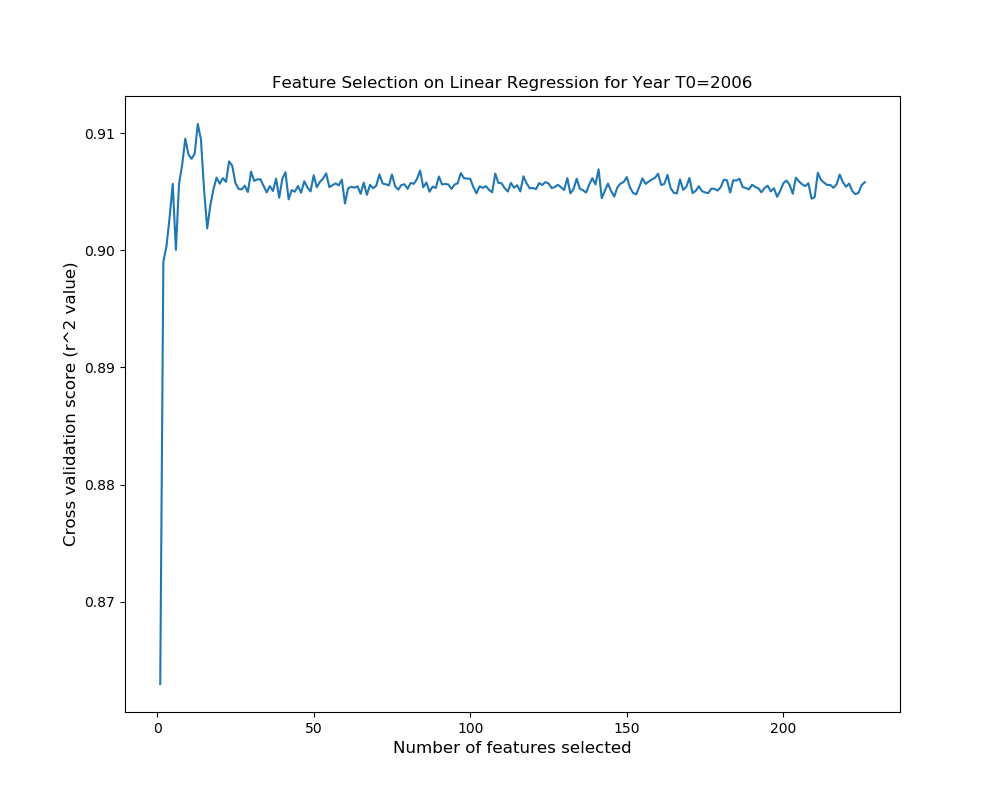 Feature Selection on Linear Regression for Year T0=2006
0.91
0.90
0.89
0.88
0.87
Cross validation score (r^2 value)
0 50 100 150 200
Number of features selected